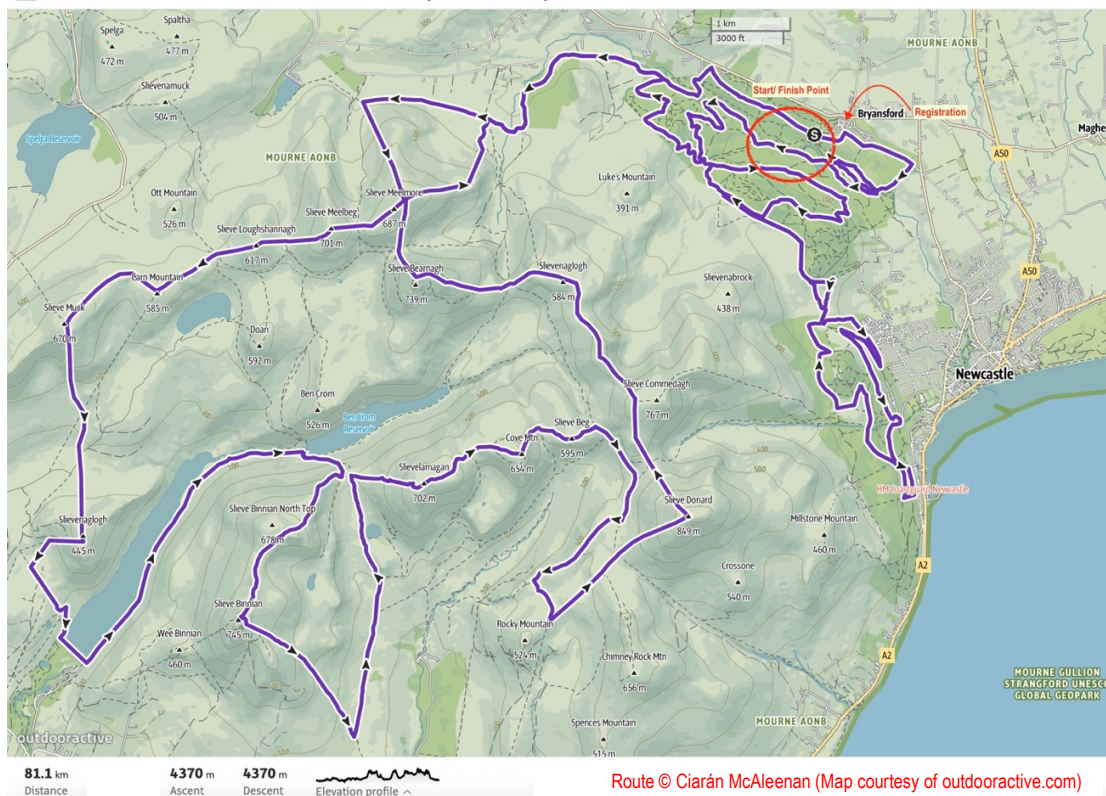 1 km
3000 ft
Spelga
472 m
Spaltha
477 m
MOURNE AONB
Slievenamuck
504 m
Start/ Finish Point
Bryansford
Registration
S
Spelga Reservoir
A50
Maghe
MOURNE AONB
Luke's Mountain
391 m
Ott Mountain
526 m
Slieve Meelmore
687 m
Slieve Meelbeg
701 m
Slieve Loughshannagh
617 m
Slieve Bearnagh
739 m
Slievenaglogh
584 m
Slievenabrock
438 m
A50
Carn Mountain
585 m
Slieve Muck
670 m
Doan
592 m
Newcastle
Slieve Commedagh
767 m
Ben Crom
526 m
Ben Crom
Reservoir
Slieve Beg
595 m
Cove Mtn
654 m
Slievelamagan
702 m
HM Coastguard Newcastle
Slieve Donard
849 m
Slieve Binnian North Top
678 m
Slievenaglogh
445 m
Millstone Mountain
460 m
Crossone
540 m
A2
Slieve Binnian
745 m
Wee Binnian
460 m
Rocky Mountain
524 m
Chimney Rock Mtn
656 m
A2
MOURNE GULLION
STRANGFORD UNESC
GLOBAL GEOPARK
Spences Mountain
515 m
MOURNE AONB
outdooractive
81.1 km
Distance
4370 m
Ascent
4370 m
Descent
Elevation profile
Route © Ciarán McAleenan (Map courtesy of outdooractive.com)